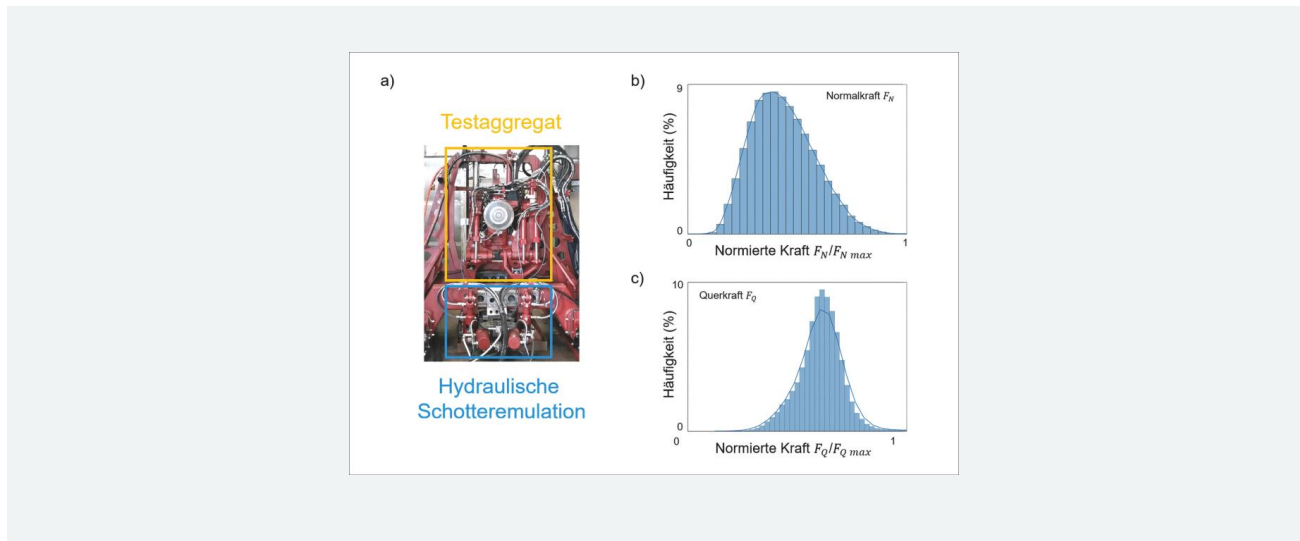 a)
Testaggregat
Hydraulische
Schotteremulation
b)
9
Häufigkeit (%)
0
Normalkraft F_N
0
1
Normierte Kraft F_N/F_N max
c)
10
Häufigkeit (%)
0
Querkraft F_Q
0
1
Normierte Kraft F_Q/F_Q max